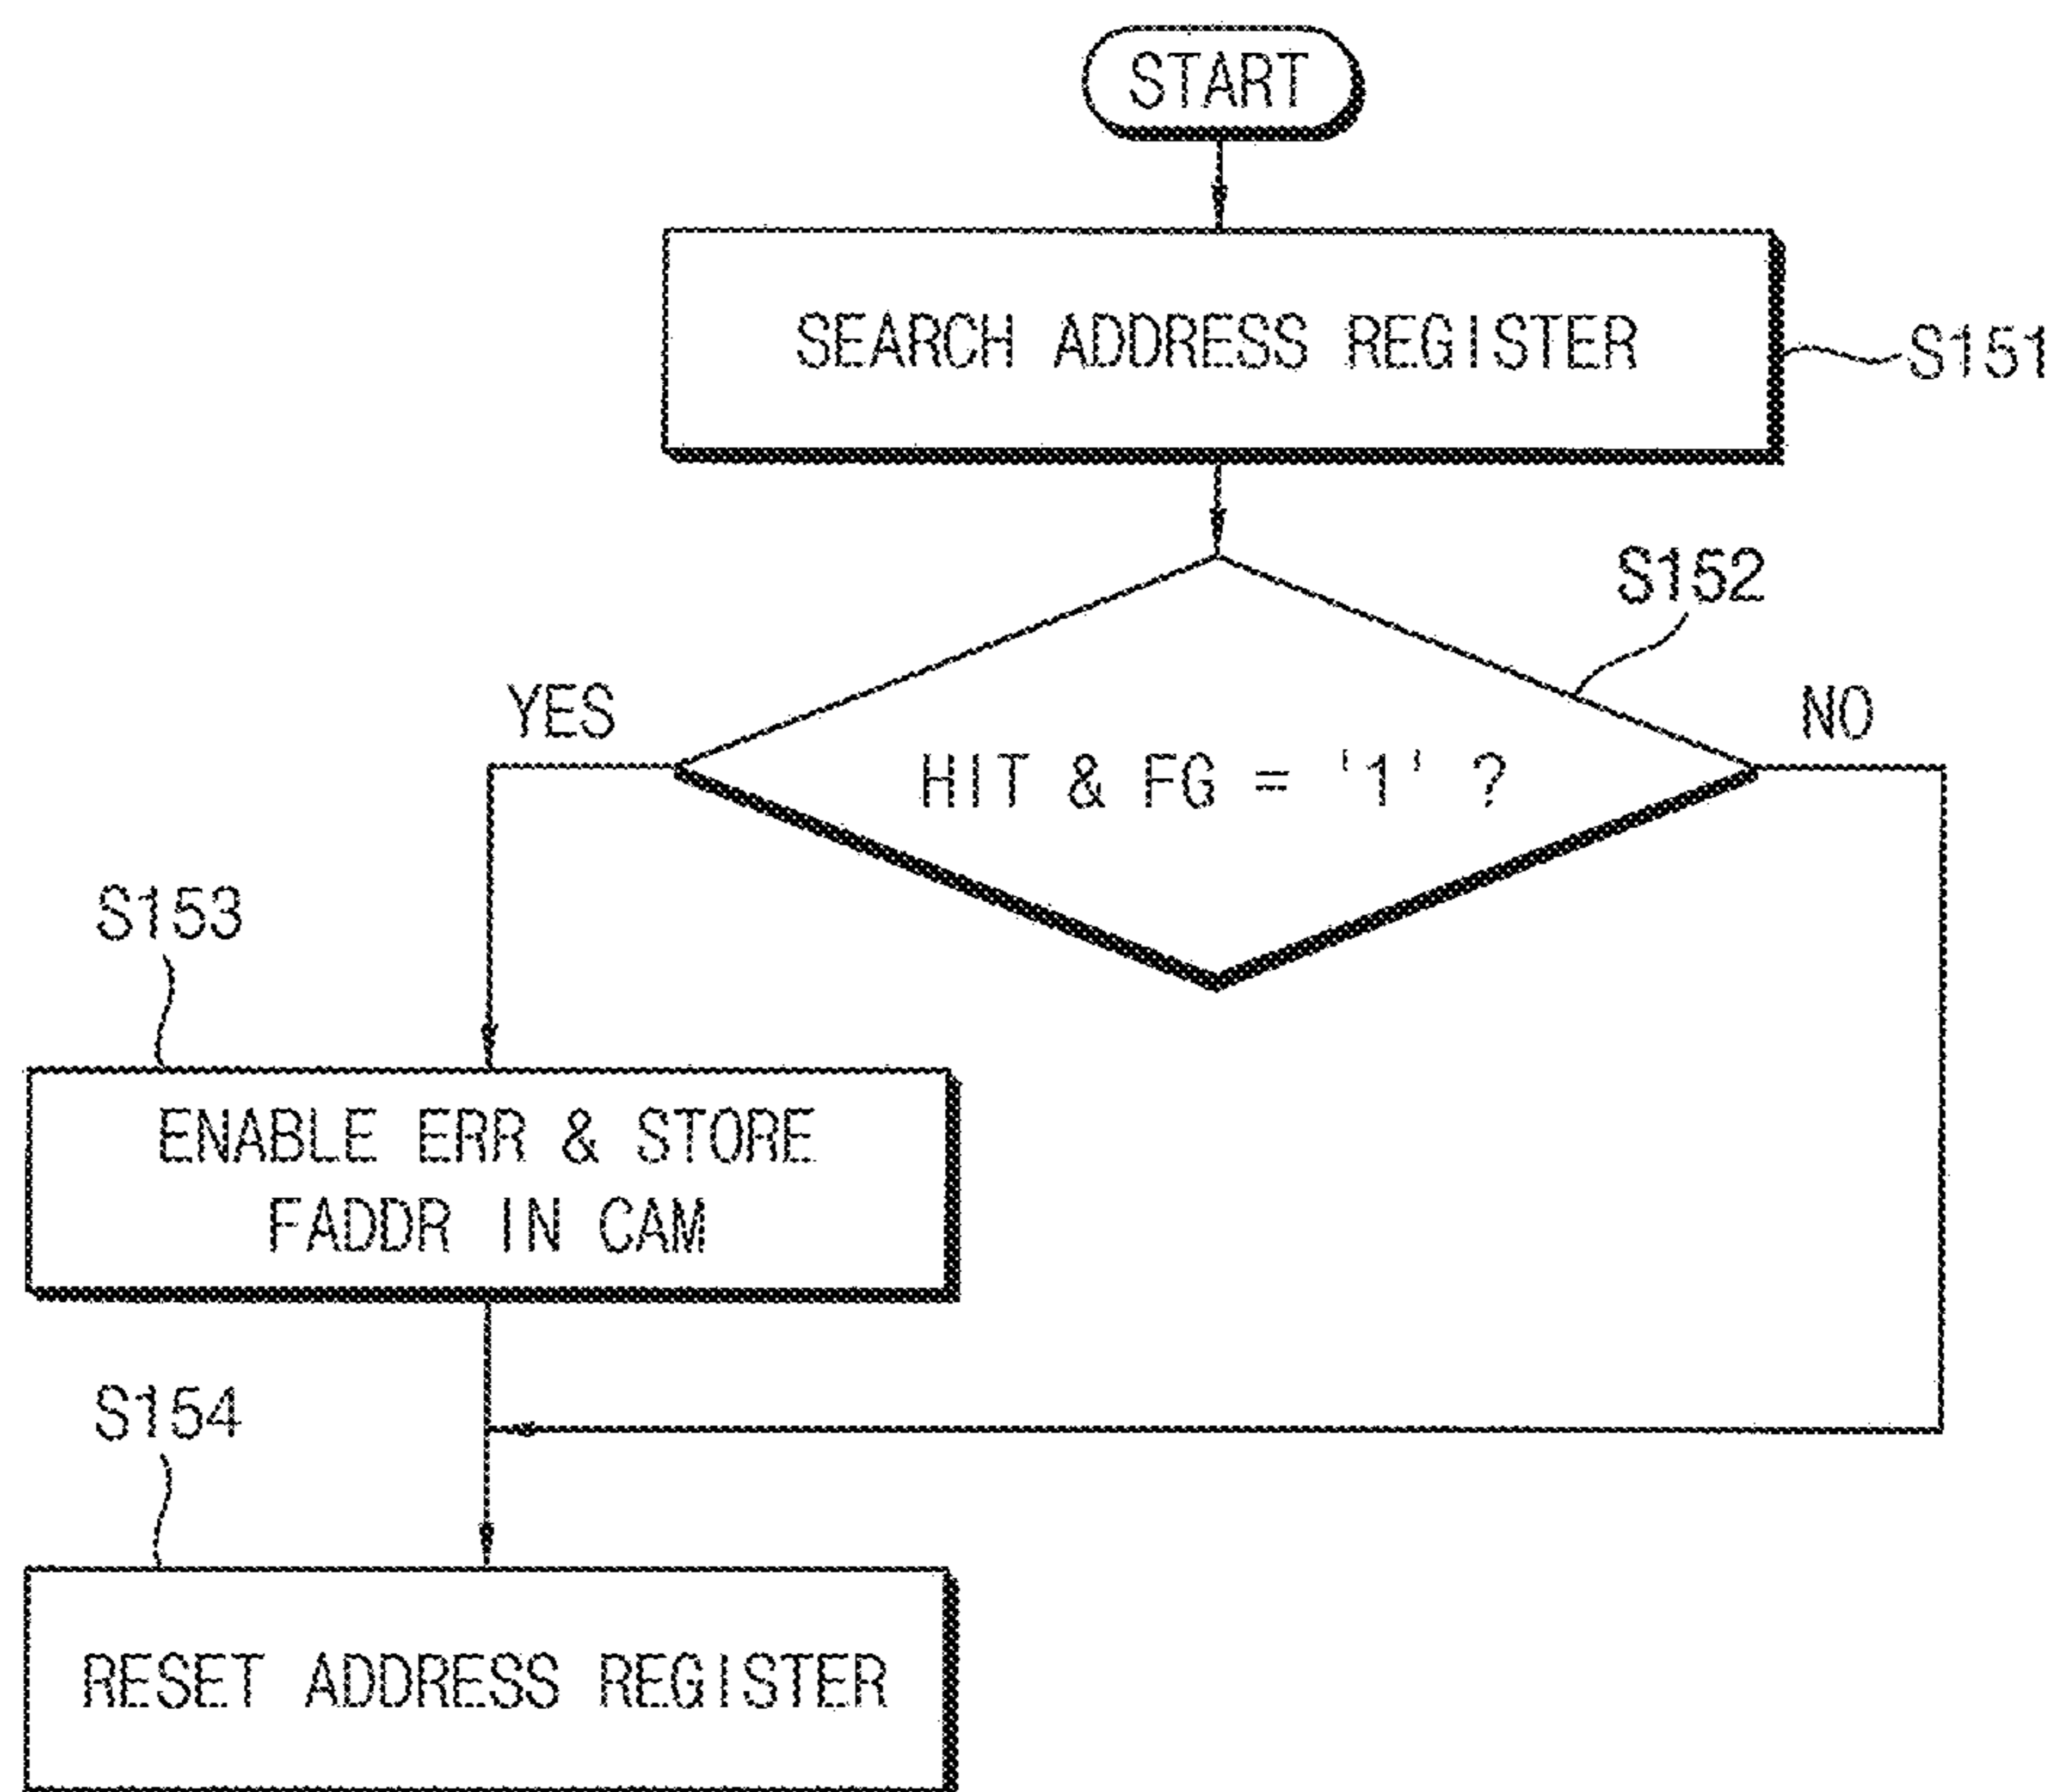 START
SEARCH ADDRESS REGISTER
S151
S152
YES
NO
HIT & FG = '1' ?
S153
ENABLE ERR & STORE
FADDR IN CAM
S154
RESET ADDRESS REGISTER